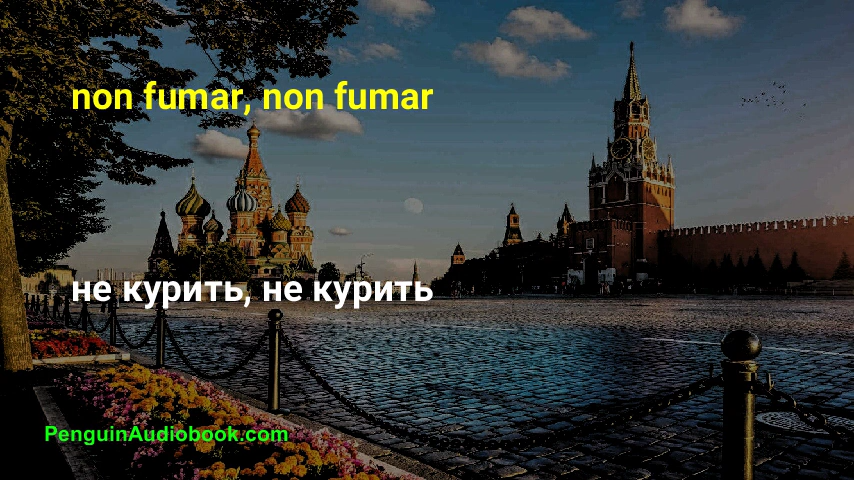 non fumar, non fumar
не курить, не курить
PenguinAudiobook.com